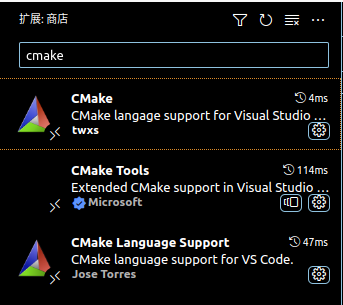 扩展: 商店
cmake
CMake 4ms
CMake langage support for Visual Studio ...
twxs
CMake Tools 114ms
Extended CMake support in Visual Studio ...
Microsoft
CMake Language Support 47ms
CMake language support for VS Code.
Jose Torres